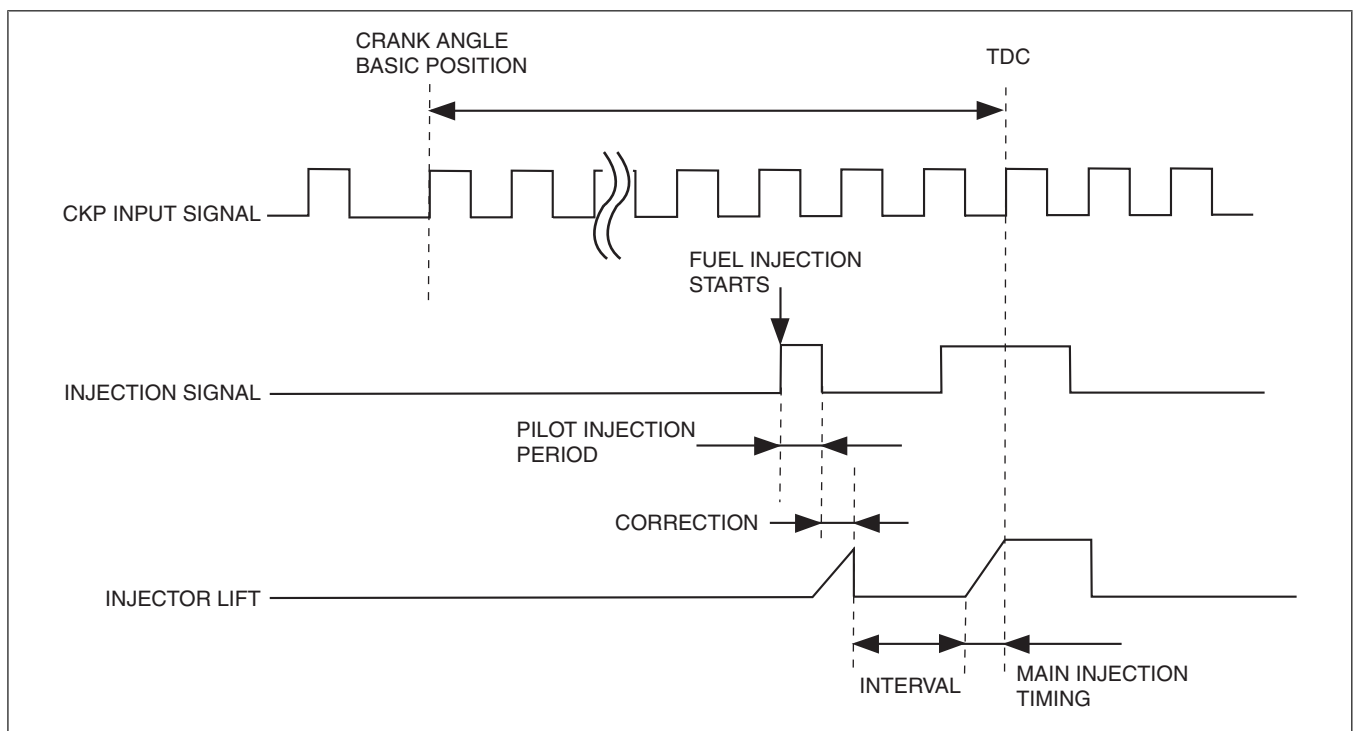 CRANK ANGLE
BASIC POSITION
TDC
CKP INPUT SIGNAL
FUEL INJECTION
STARTS
INJECTION SIGNAL
PILOT INJECTION
PERIOD
CORRECTION
INJECTOR LIFT
INTERVAL
MAIN INJECTION
TIMING